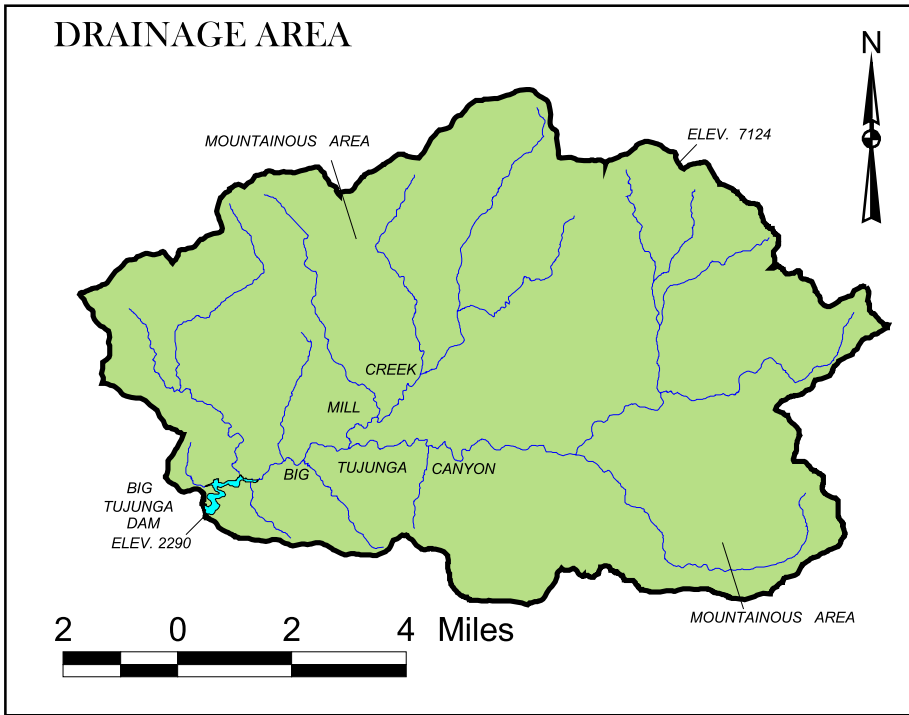 DRAINAGE AREA
N
MOUNTAINOUS AREA
ELEV. 7124
CREEK
MILL
BIG TUJUNGA CANYON
BIG
TUJUNGA
DAM
ELEV. 2290
MOUNTAINOUS AREA
2 0 2 4 Miles